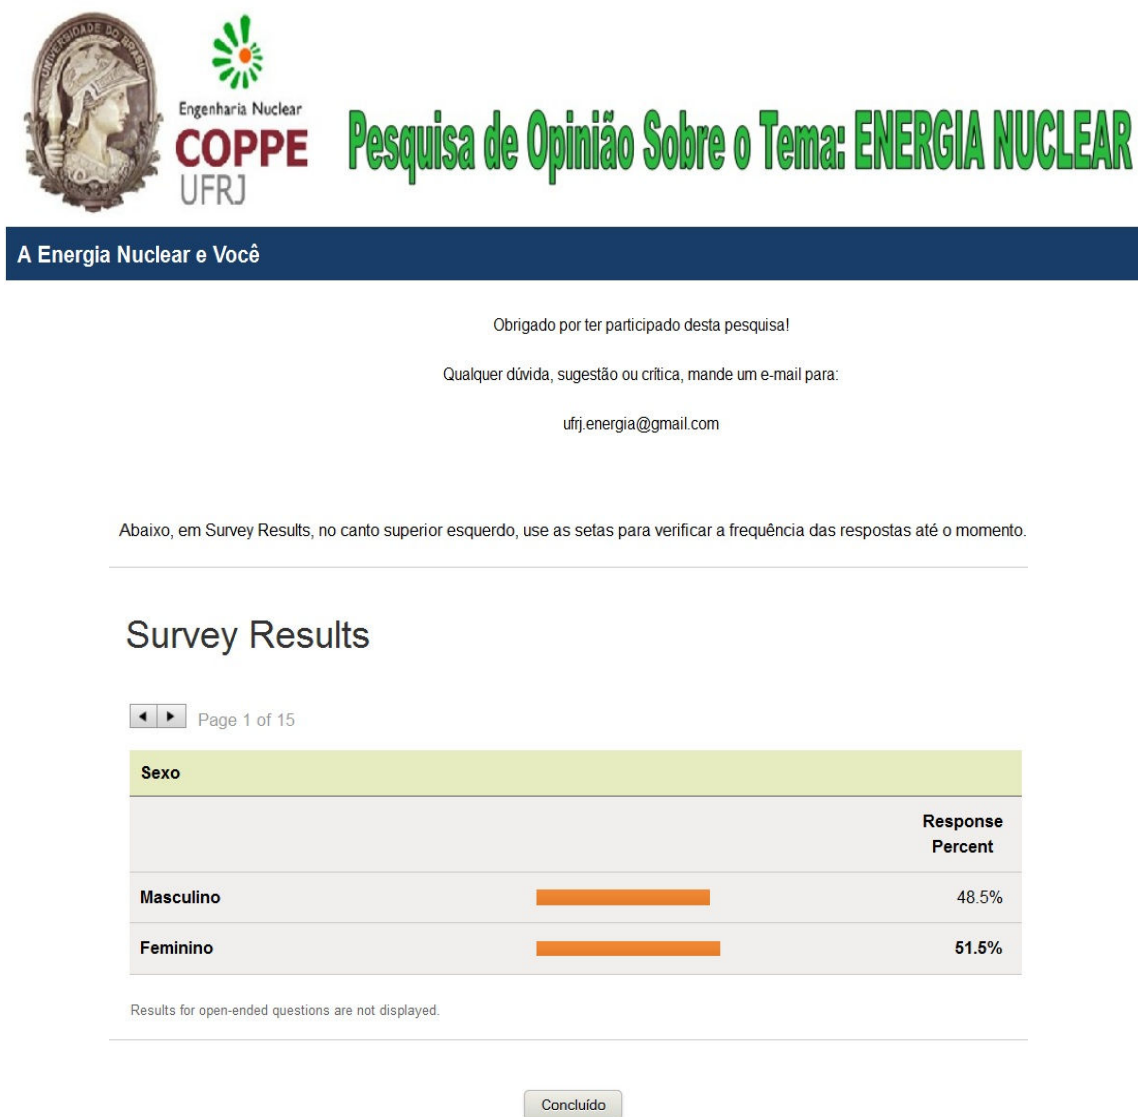 UNIVERSIDADE DO BRASIL
Engenharia Nuclear
COPPE
UFRJ
Pesquisa de Opinião Sobre o Tema: ENERGIA NUCLEAR
A Energia Nuclear e Você
Obrigado por ter participado desta pesquisa!
Qualquer dúvida, sugestão ou crítica, mande um e-mail para:
ufrj.energia@gmail.com
Abaixo, em Survey Results, no canto superior esquerdo, use as setas para verificar a frequência das respostas até o momento.
Survey Results
Page 1 of 15
Sexo
Response
Percent
Masculino 48.5%
Feminino 51.5%
Results for open-ended questions are not displayed.
Concluído